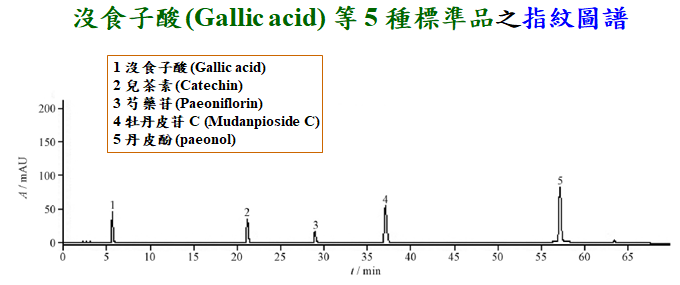 沒食子酸(Gallic acid) 等 5 種標準品之指紋圖譜
1 沒食子酸(Gallic acid)
2 兒茶素(Catechin)
3 芍藥苷(Paeoniflorin)
4 牡丹皮苷 C (Mudanpioside C)
5 丹皮酚(paeonol)
A / mAU
200
150
100
50
0
1
2
3
4
5
0 5 10 15 20 25 30 35 40 45 50 55 60 65
t / min